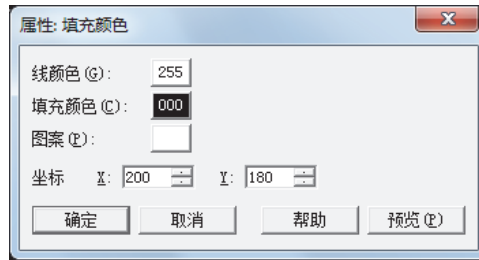 属性: 填充颜色
线颜色(G): 255
填充颜色(C): 000
图案(P):
坐标 X: 200 Y: 180
确定 取消 帮助 预览(P)